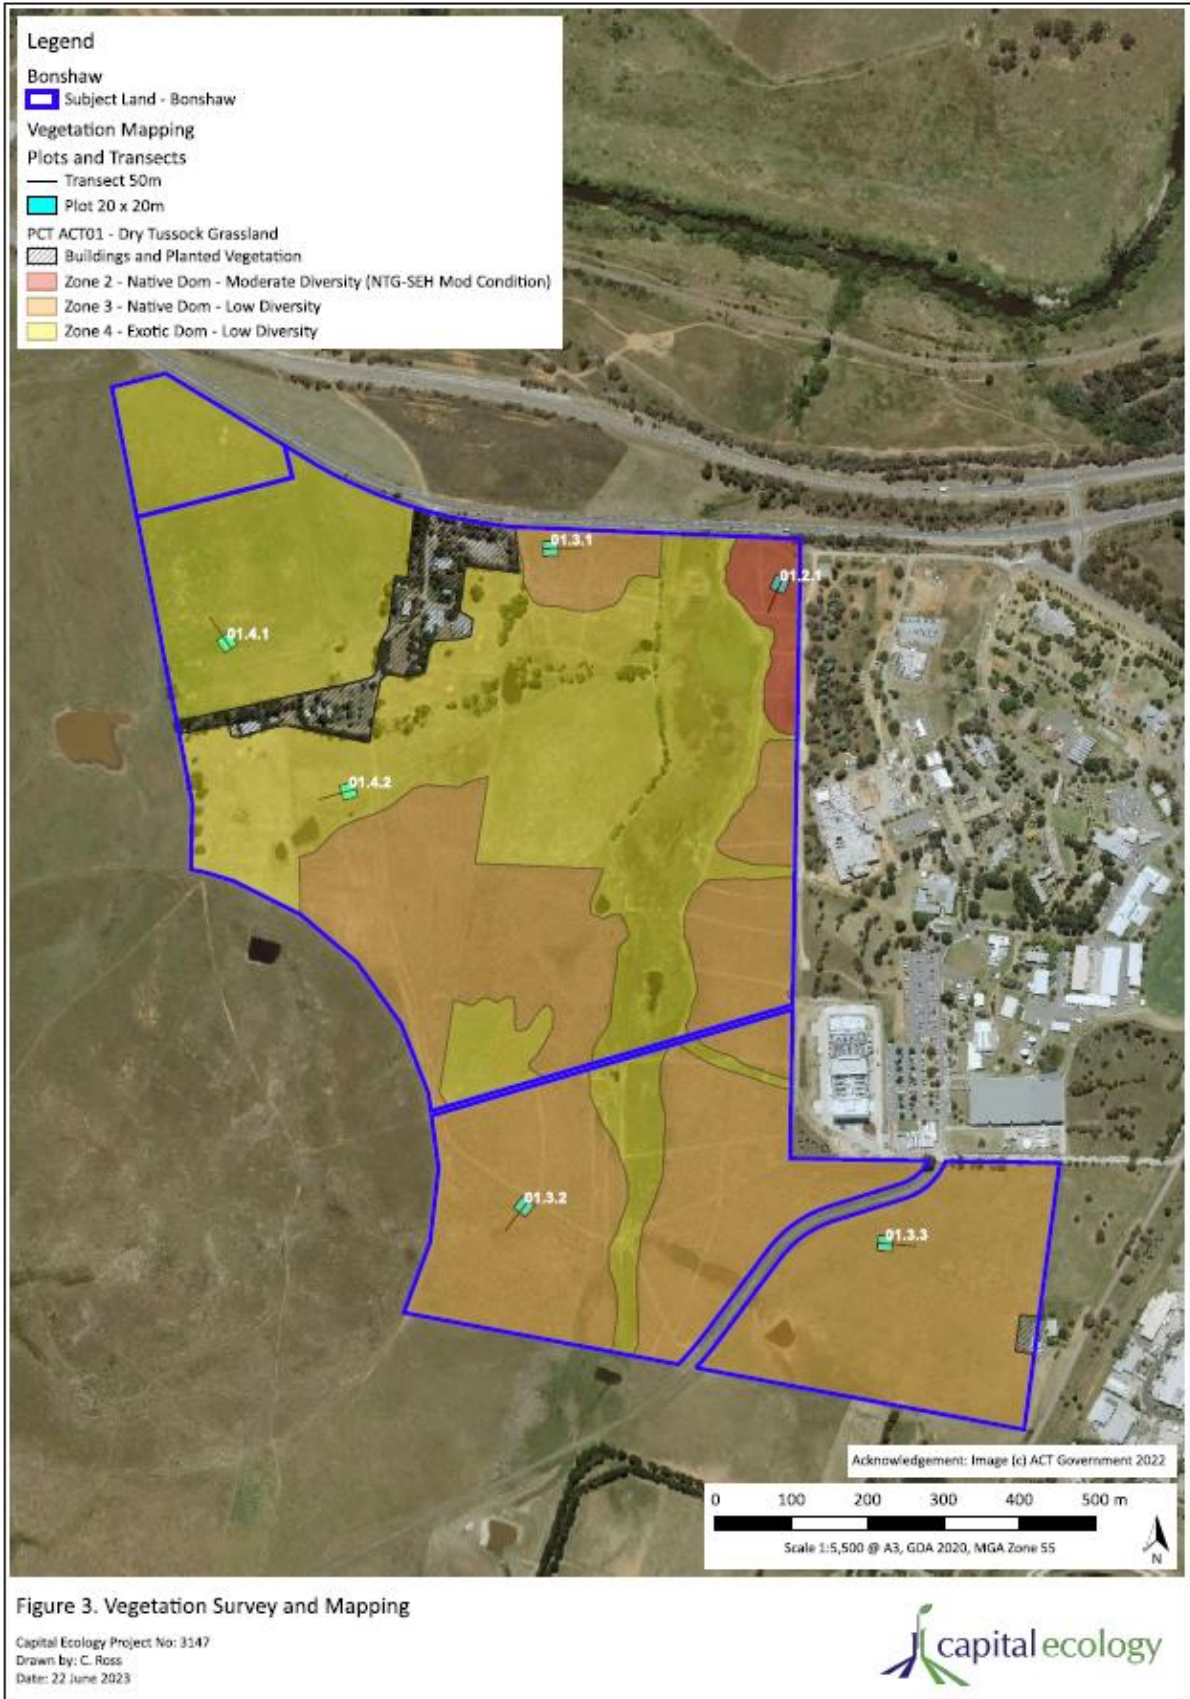 Legend
Bonshaw
Subject Land - Bonshaw
Vegetation Mapping
Plots and Transects
Transect 50m
Plot 20 x 20m
PCT ACT01 - Dry Tussock Grassland
Buildings and Planted Vegetation
Zone 2 - Native Dom - Moderate Diversity (NTG-SEH Mod Condition)
Zone 3 - Native Dom - Low Diversity
Zone 4 - Exotic Dom - Low Diversity
01.3.1
01.2.1
01.4.1
01.4.2
01.3.2
01.3.3
Acknowledgement: Image (c) ACT Government 2022
0 100 200 300 400 500 m
Scale 1:5,500 @ A3, GDA 2020, MGA Zone 55
N
Figure 3. Vegetation Survey and Mapping
Capital Ecology Project No: 3147
Drawn by: C. Ross
Date: 22 June 2023
capital ecology